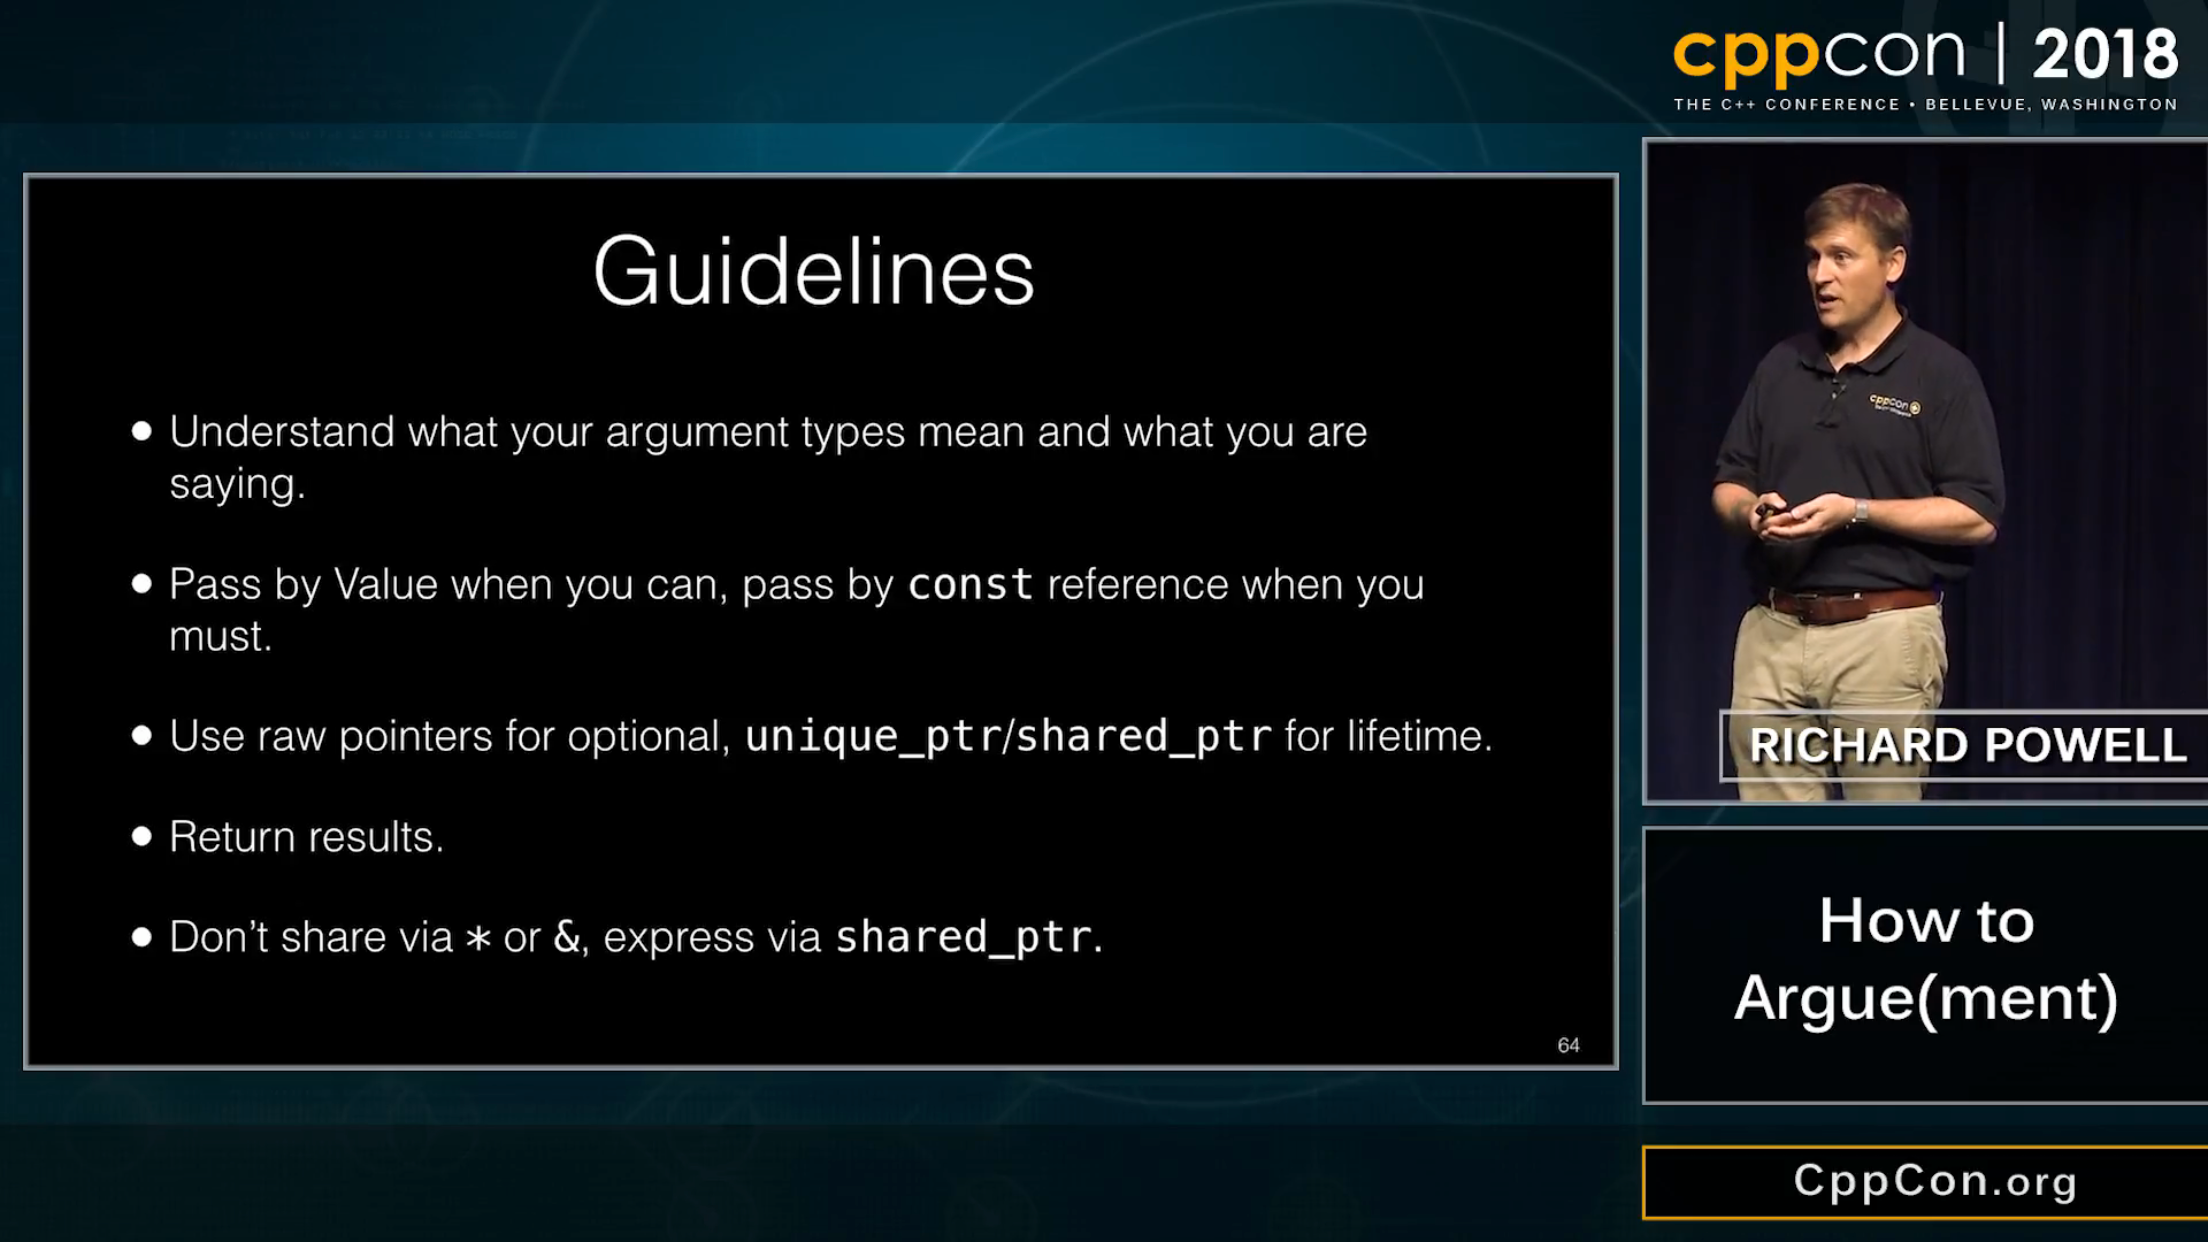 cppcon | 2018
THE C++ CONFERENCE • BELLEVUE, WASHINGTON
Guidelines
• Understand what your argument types mean and what you are
saying.
• Pass by Value when you can, pass by const reference when you
must.
• Use raw pointers for optional, unique_ptr/shared_ptr for lifetime.
• Return results.
• Don't share via * or &, express via shared_ptr.
64
cppcon
RICHARD POWELL
How to
Argue(ment)
CppCon.org